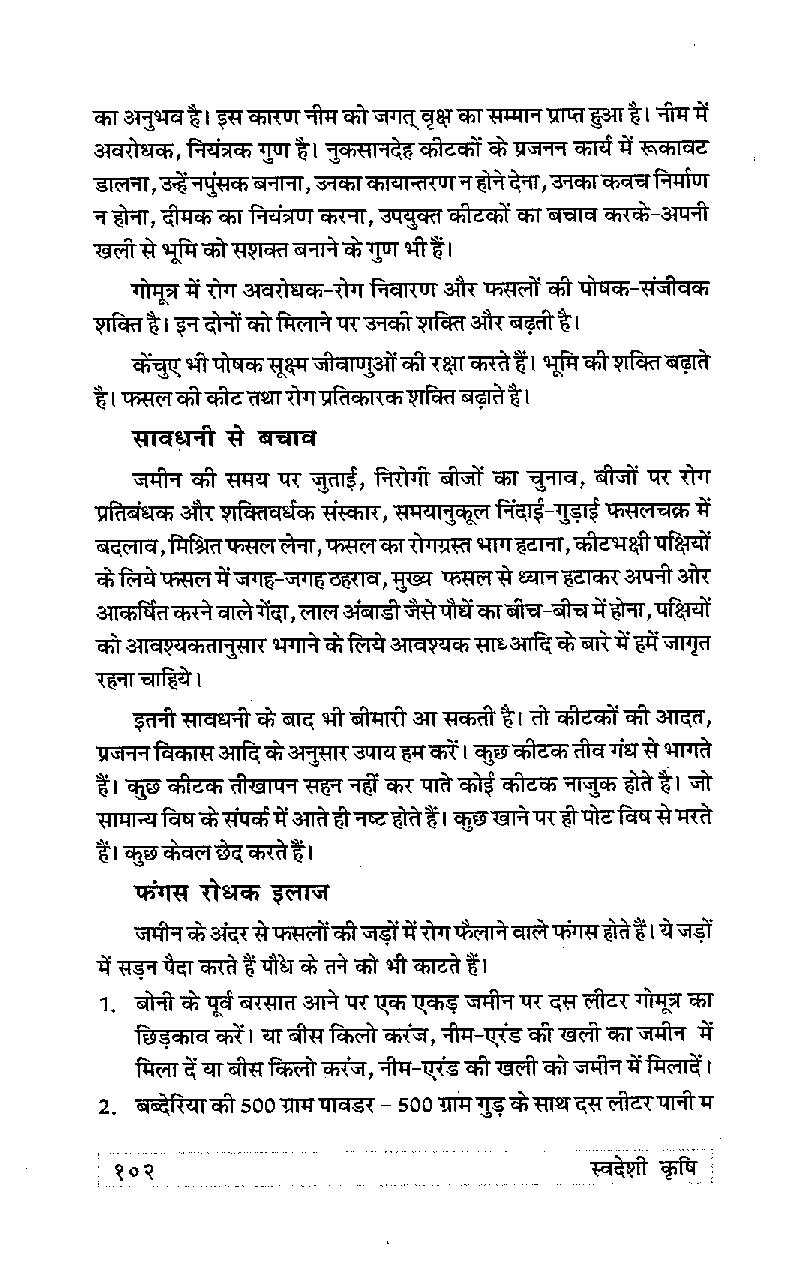 का अनुभव है। इस कारण नीम को जगत् वृक्ष का सम्मान प्राप्त हुआ है। नीम में
अवरोधक, नियंत्रक गुण है। नुकसानदेह कीटकों के प्रजनन कार्य में रूकावट
डालना, उन्हें नपुंसक बनाना, उनका कायान्तरण न होने देना, उनका कवच निर्माण
न होना, दीमक का नियंत्रण करना, उपयुक्त कीटकों का बचाव करके-अपनी
खली से भूमि को सशक्त बनाने के गुण भी हैं।
गोमूत्र में रोग अवरोधक-रोग निवारण और फसलों की पोषक-संजीवक
शक्ति है। इन दोनों को मिलाने पर उनकी शक्ति और बढ़ती है।
केंचुए भी पोषक सूक्ष्म जीवाणुओं की रक्षा करते हैं। भूमि की शक्ति बढ़ाते
है। फसल की कीट तथा रोग प्रतिकारक शक्ति बढ़ाते है।
सावधनी से बचाव
जमीन की समय पर जुताई, निरोगी बीजों का चुनाव, बीजों पर रोग
प्रतिबंधक और शक्तिवर्धक संस्कार, समयानुकूल निंदाई-गुड़ाई फसलचक्र में
बदलाव, मिश्रित फसल लेना, फसल का रोगग्रस्त भाग हटाना, कीटभक्षी पक्षियों
के लिये फसल में जगह-जगह ठहराव, मुख्य फसल से ध्यान हटाकर अपनी ओर
आकर्षित करने वाले गेंदा, लाल अंबाडी जैसे पौधें का बीच-बीच में होना, पक्षियों
को आवश्यकतानुसार भगाने के लिये आवश्यक साध आदि के बारे में हमें जागृत
रहना चाहिये।
इतनी सावधनी के बाद भी बीमारी आ सकती है। तो कीटकों की आदत,
प्रजनन विकास आदि के अनुसार उपाय हम करें। कुछ कीटक तीव गंध से भागते
हैं। कुछ कीटक तीखापन सहन नहीं कर पाते कोई कीटक नाजुक होते है। जो
सामान्य विष के संपर्क में आते ही नष्ट होते हैं। कुछ खाने पर ही पोट विष से मरते
हैं। कुछ केवल छेद करते हैं।
फंगस रोधक इलाज
जमीन के अंदर से फसलों की जड़ों में रोग फैलाने वाले फंगस होते हैं। ये जड़ों
में सड़न पैदा करते हैं पौधे के तने को भी काटते हैं।
1. बोनी के पूर्व बरसात आने पर एक एकड़ जमीन पर दस लीटर गोमूत्र का
छिड़काव करें। या बीस किलो करंज, नीम-एरंड की खली का जमीन में
मिला दें या बीस किलो करंज, नीम-एरंड की खली को जमीन में मिलादें।
2. बब्देरिया की 500 ग्राम पावडर - 500 ग्राम गुड़ के साथ दस लीटर पानी म
१०२ स्वदेशी कृषि